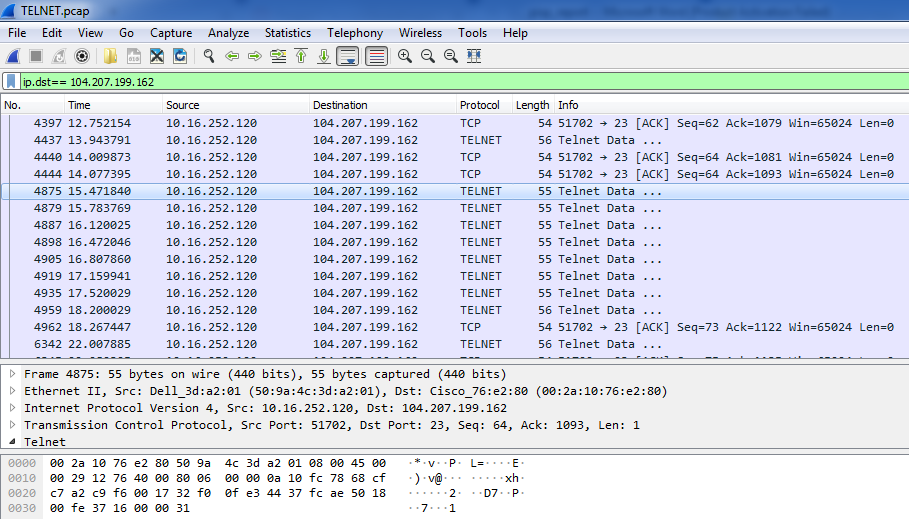 TELNET.pcap
File Edit View Go Capture Analyze Statistics Telephony Wireless Tools Help
ip.dst== 104.207.199.162
No. Time Source Destination Protocol Length Info
4397 12.752154 10.16.252.120 104.207.199.162 TCP 54 51702 → 23 [ACK] Seq=62 Ack=1079 Win=65024 Len=0
4437 13.943791 10.16.252.120 104.207.199.162 TELNET 56 Telnet Data ...
4440 14.009873 10.16.252.120 104.207.199.162 TCP 54 51702 → 23 [ACK] Seq=64 Ack=1081 Win=65024 Len=0
4444 14.077395 10.16.252.120 104.207.199.162 TCP 54 51702 → 23 [ACK] Seq=64 Ack=1093 Win=65024 Len=0
4875 15.471840 10.16.252.120 104.207.199.162 TELNET 55 Telnet Data ...
4879 15.783769 10.16.252.120 104.207.199.162 TELNET 55 Telnet Data ...
4887 16.120025 10.16.252.120 104.207.199.162 TELNET 55 Telnet Data ...
4898 16.472046 10.16.252.120 104.207.199.162 TELNET 55 Telnet Data ...
4905 16.807860 10.16.252.120 104.207.199.162 TELNET 55 Telnet Data ...
4919 17.159941 10.16.252.120 104.207.199.162 TELNET 55 Telnet Data ...
4935 17.520029 10.16.252.120 104.207.199.162 TELNET 55 Telnet Data ...
4959 18.200029 10.16.252.120 104.207.199.162 TELNET 56 Telnet Data ...
4962 18.267447 10.16.252.120 104.207.199.162 TCP 54 51702 → 23 [ACK] Seq=73 Ack=1122 Win=65024 Len=0
6342 22.007885 10.16.252.120 104.207.199.162 TELNET 56 Telnet Data ...
Frame 4875: 55 bytes on wire (440 bits), 55 bytes captured (440 bits)
Ethernet II, Src: Dell_3d:a2:01 (50:9a:4c:3d:a2:01), Dst: Cisco_76:e2:80 (00:2a:10:76:e2:80)
Internet Protocol Version 4, Src: 10.16.252.120, Dst: 104.207.199.162
Transmission Control Protocol, Src Port: 51702, Dst Port: 23, Seq: 64, Ack: 1093, Len: 1
Telnet
0000 00 2a 10 76 e2 80 50 9a 4c 3d a2 01 08 00 45 00 ·*·v··P· L=····E·
0010 00 29 12 76 40 00 80 06 00 00 0a 10 fc 78 68 cf ·)·v@··· ·····xh·
0020 c7 a2 c9 f6 00 17 32 f0 0f e3 44 37 fc ae 50 18 ······2· ··D7··P·
0030 00 fe 37 16 00 00 31 ··7···1